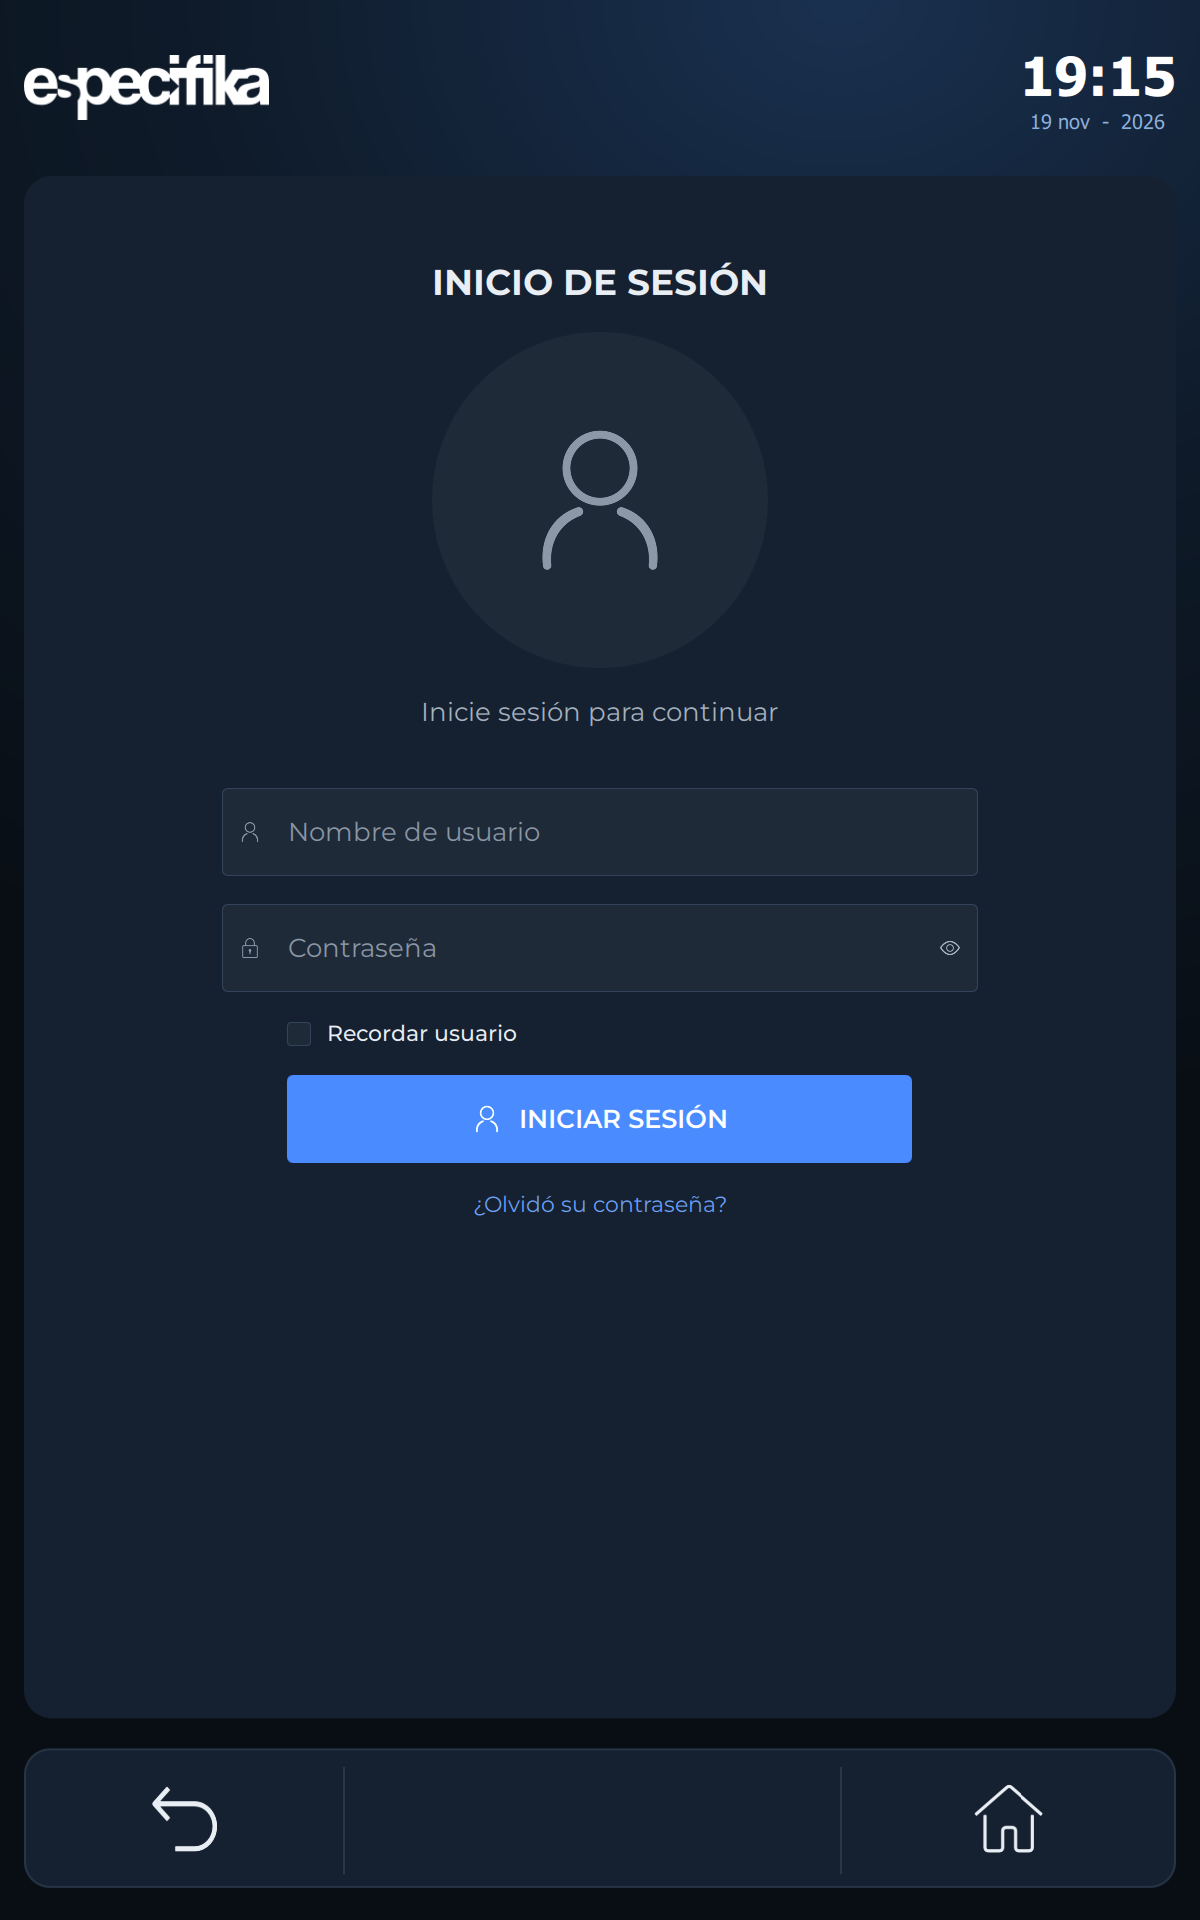 especifika
19:15
19 nov - 2026
INICIO DE SESIÓN
Inicie sesión para continuar
Nombre de usuario
Contraseña
Recordar usuario
INICIAR SESIÓN
¿Olvidó su contraseña?